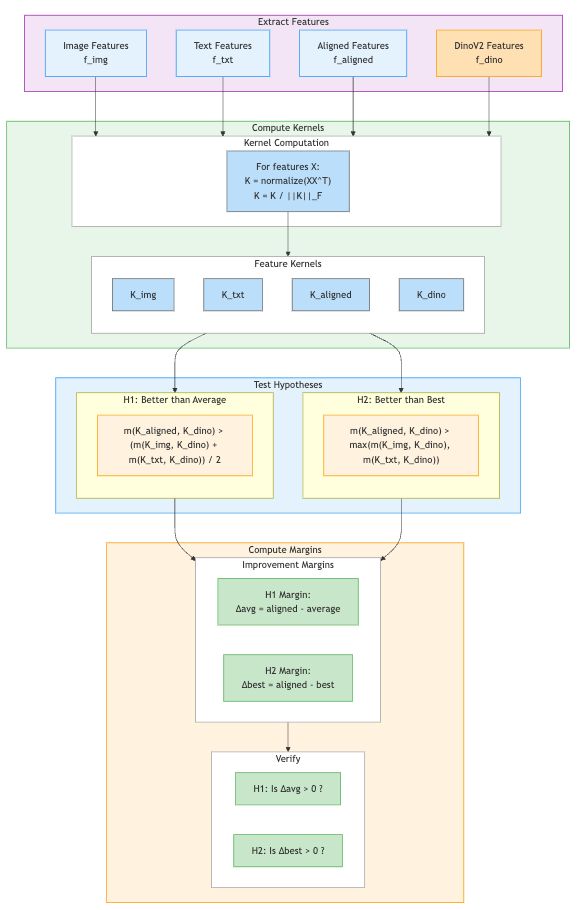 Extract Features
Image Features
f_img
Text Features
f_txt
Aligned Features
f_aligned
DinoV2 Features
f_dino
Compute Kernels
Kernel Computation
For features X:
K = normalize(XX^T)
K = K / ||K||_F
Feature Kernels
K_img
K_txt
K_aligned
K_dino
Test Hypotheses
H1: Better than Average
m(K_aligned, K_dino) >
(m(K_img, K_dino) +
m(K_txt, K_dino)) / 2
H2: Better than Best
m(K_aligned, K_dino) >
max(m(K_img, K_dino),
m(K_txt, K_dino))
Compute Margins
Improvement Margins
H1 Margin:
Δavg = aligned - average
H2 Margin:
Δbest = aligned - best
Verify
H1: Is Δavg > 0 ?
H2: Is Δbest > 0 ?